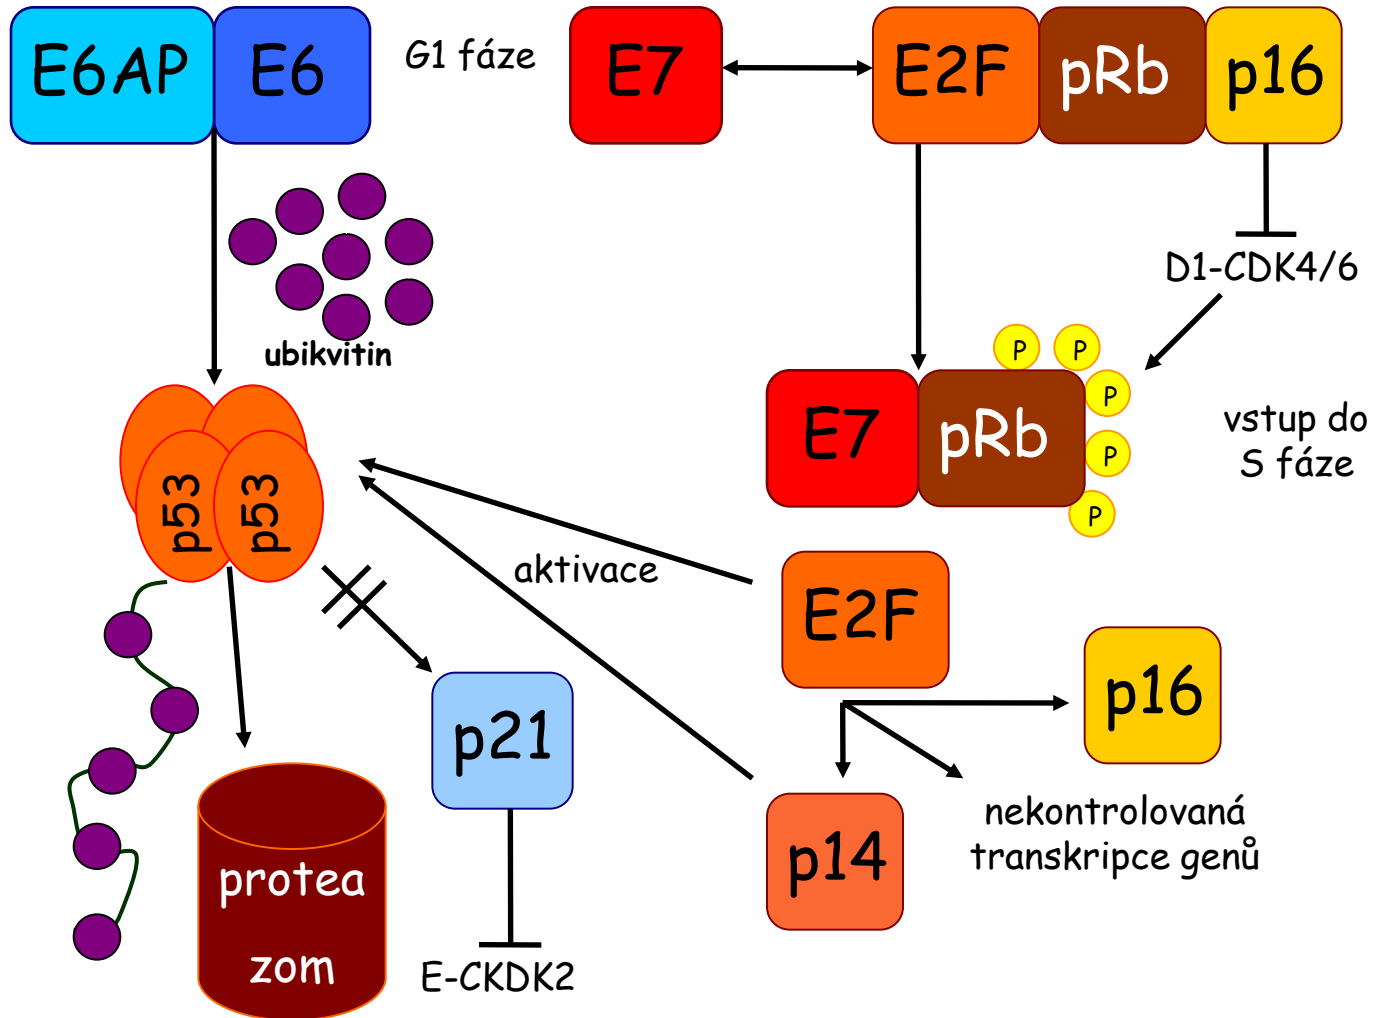 E6AP
E6
G1 fáze
E7
E2F
pRb
p16
D1-CDK4/6
ubikvitin
P
P
P
P
P
E7
pRb
vstup do
S fáze
p53
p53
aktivace
E2F
p16
p21
nekontrolovaná
transkripce genů
p14
protea
zom
E-CKDK2